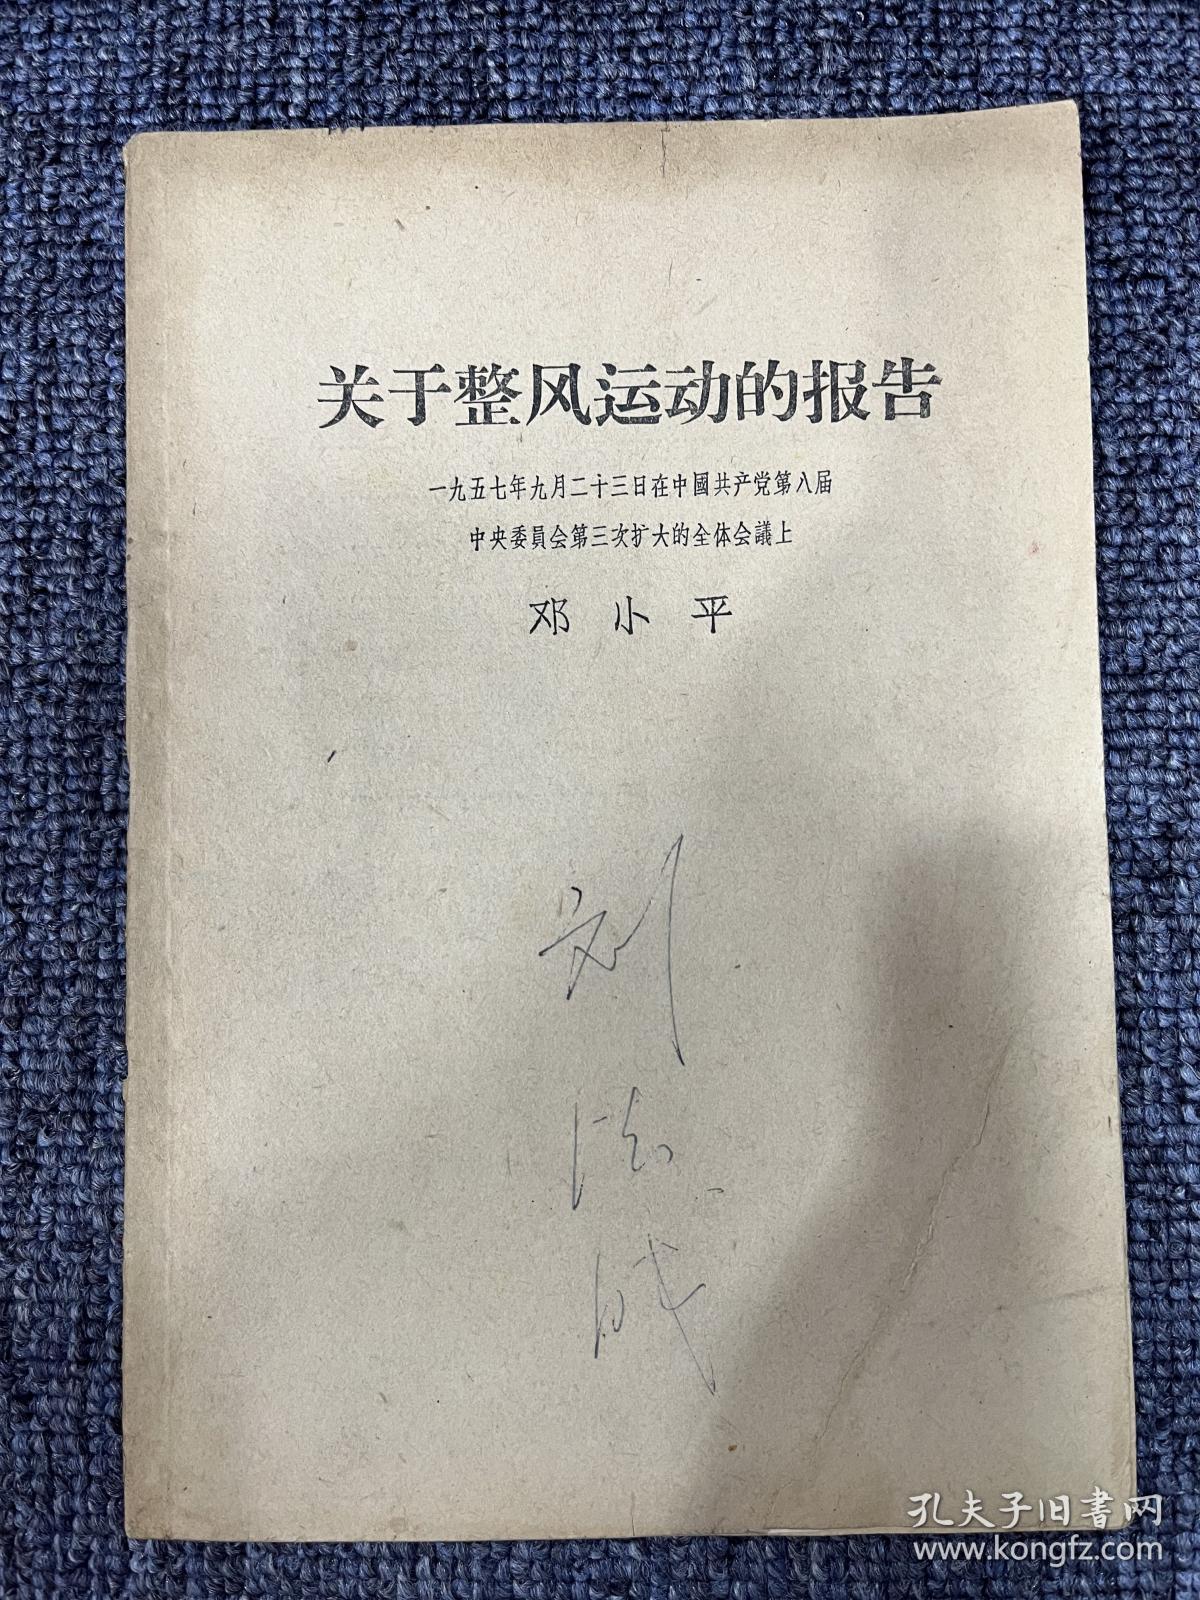 关于整风运动的报告
一九五七年九月二十三日在中國共产党第八届
中央委員会第三次扩大的全体会議上
邓小平
刘
成
孔夫子旧書网
www.kongfz.com